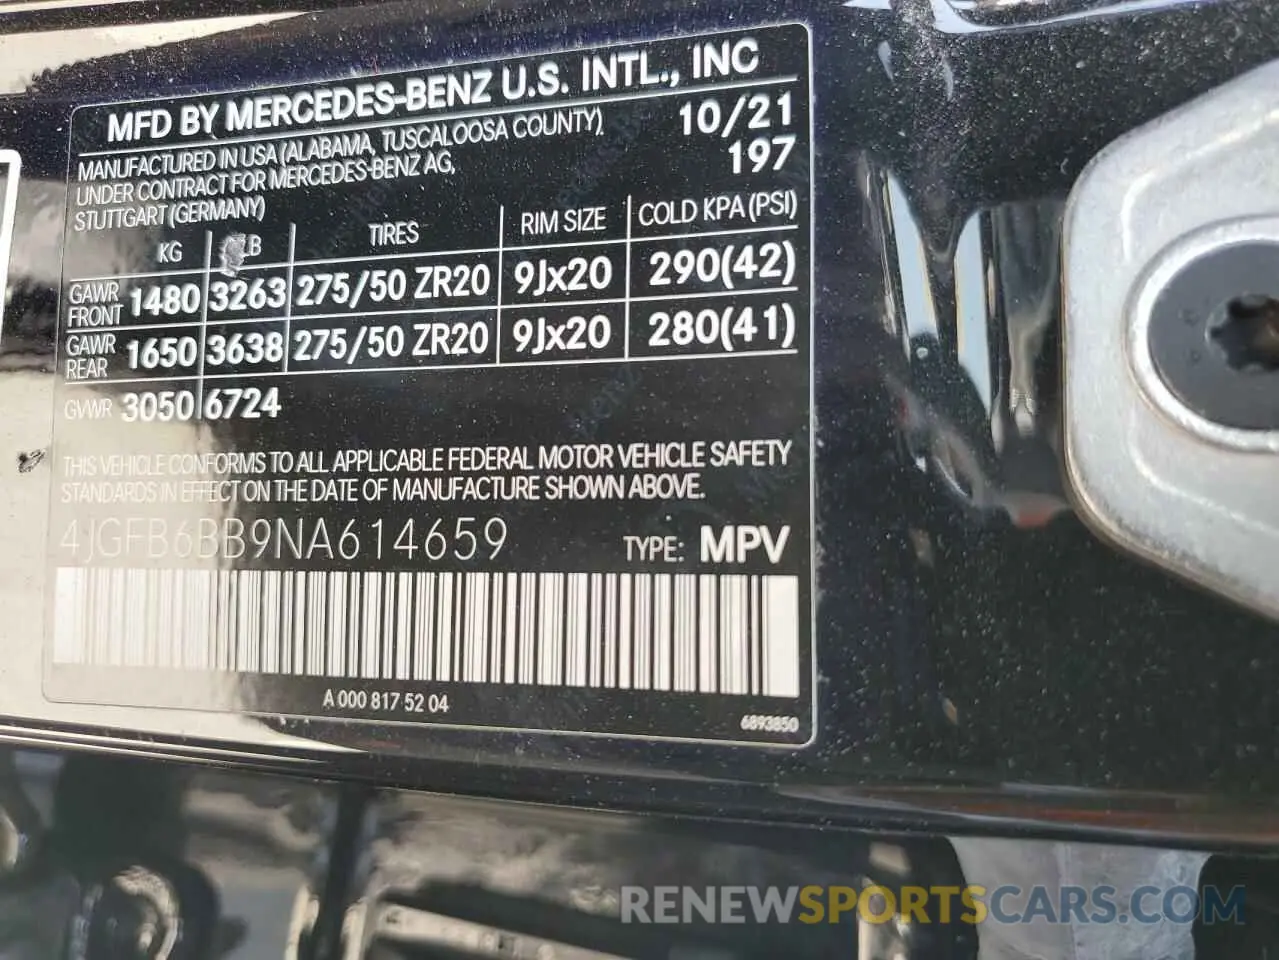 MFD BY MERCEDES-BENZ U.S. INTL., INC
MANUFACTURED IN USA (ALABAMA, TUSCALOOSA COUNTY), 10/21
UNDER CONTRACT FOR MERCEDES-BENZ AG, 197
STUTTGART (GERMANY)
KG LB TIRES RIM SIZE COLD KPA (PSI)
GAWR FRONT 1480 3263 275/50 ZR20 9Jx20 290(42)
GAWR REAR 1650 3638 275/50 ZR20 9Jx20 280(41)
GVWR 3050 6724
THIS VEHICLE CONFORMS TO ALL APPLICABLE FEDERAL MOTOR VEHICLE SAFETY
STANDARDS IN EFFECT ON THE DATE OF MANUFACTURE SHOWN ABOVE.
4JGFB6BB9NA614659 TYPE: MPV
A 000 817 52 04
6893850
RENEWSPORTSCARS.COM